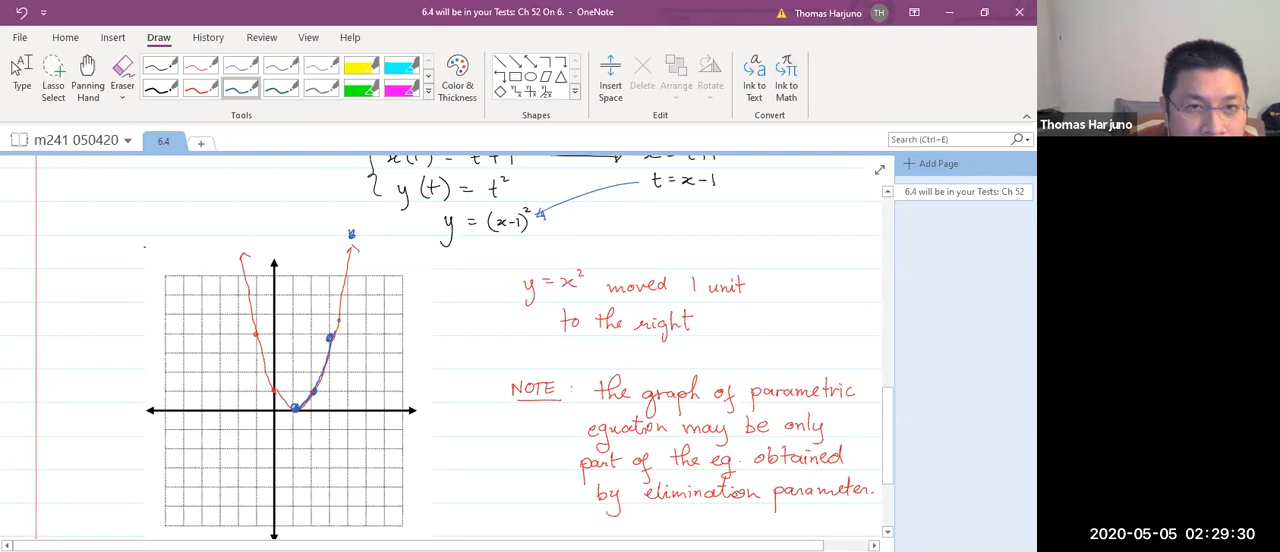 6.4 will be in your Tests: Ch 52 On 6. - OneNote
Thomas Harjuno
TH
File
Home
Insert
Draw
History
Review
View
Help
Type
Lasso Select
Panning Hand
Eraser
Color & Thickness
Insert Space
Delete
Arrange
Rotate
Ink to Text
Ink to Math
Tools
Shapes
Edit
Convert
m241 050420
6.4
Search (Ctrl+E)
Add Page
6.4 will be in your Tests: Ch 52
Thomas Harjuno
x(t) = t+1
y(t) = t²
t = x-1
y = (x-1)²
y = x² moved 1 unit
to the right
NOTE: the graph of parametric
equation may be only
part of the eq. obtained
by elimination parameter.
2020-05-05 02:29:30